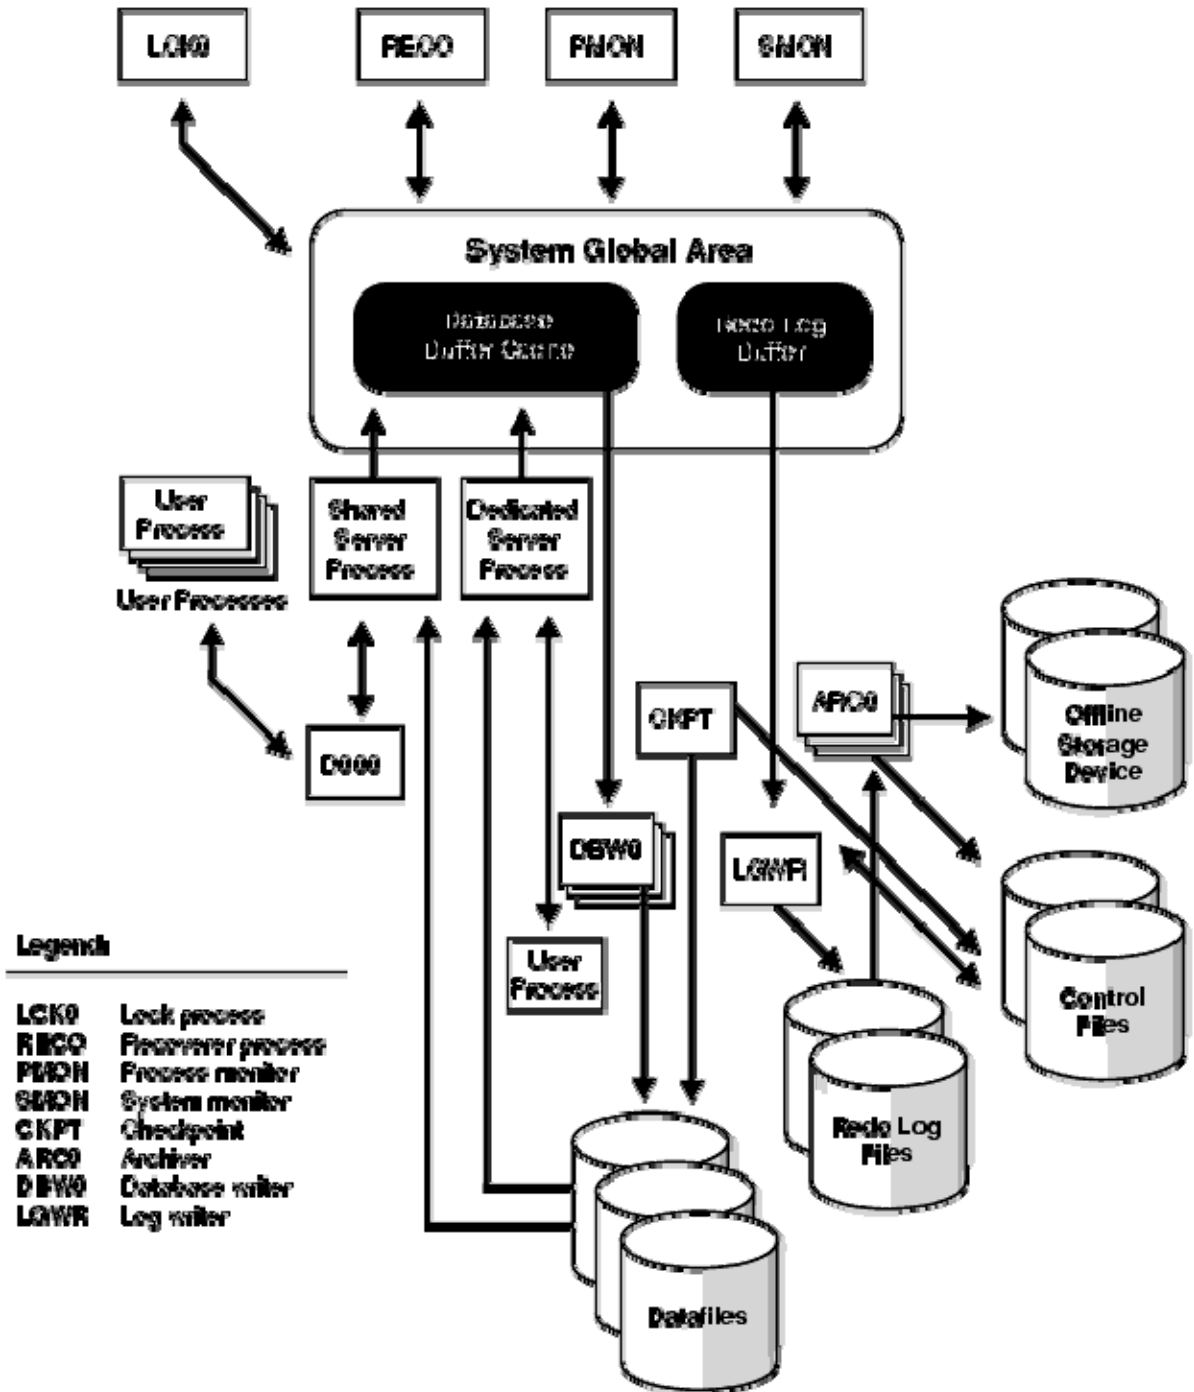 LCK0
RECO
PMON
SMON
System Global Area
Database
Buffer Cache
Redo Log
Buffer
User
Process
User Processes
Shared
Server
Process
Dedicated
Server
Process
D000
CKPT
ARC0
Offline
Storage
Device
DBW0
LGWR
User
Process
Control
Files
Redo Log
Files
Datafiles
Legend:
LCK0 Lock process
RECO Recoverer process
PMON Process monitor
SMON System monitor
CKPT Checkpoint
ARC0 Archiver
DBW0 Database writer
LGWR Log writer